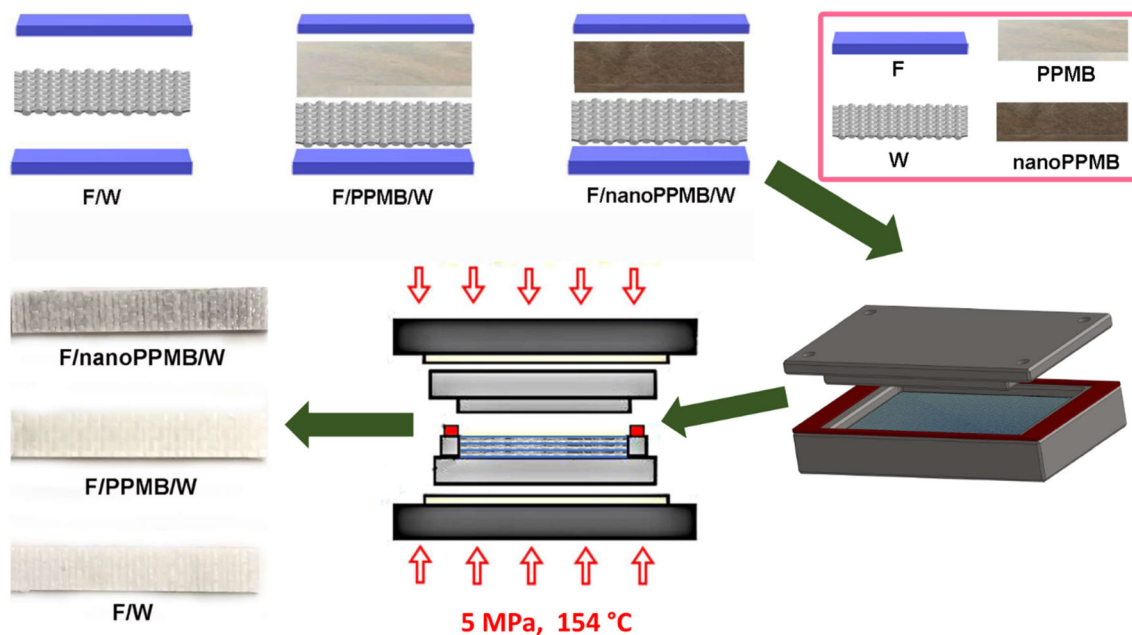 F/W
F/PPMB/W
F/nanoPPMB/W
F
PPMB
W
nanoPPMB
F/nanoPPMB/W
F/PPMB/W
F/W
5 MPa, 154 °C